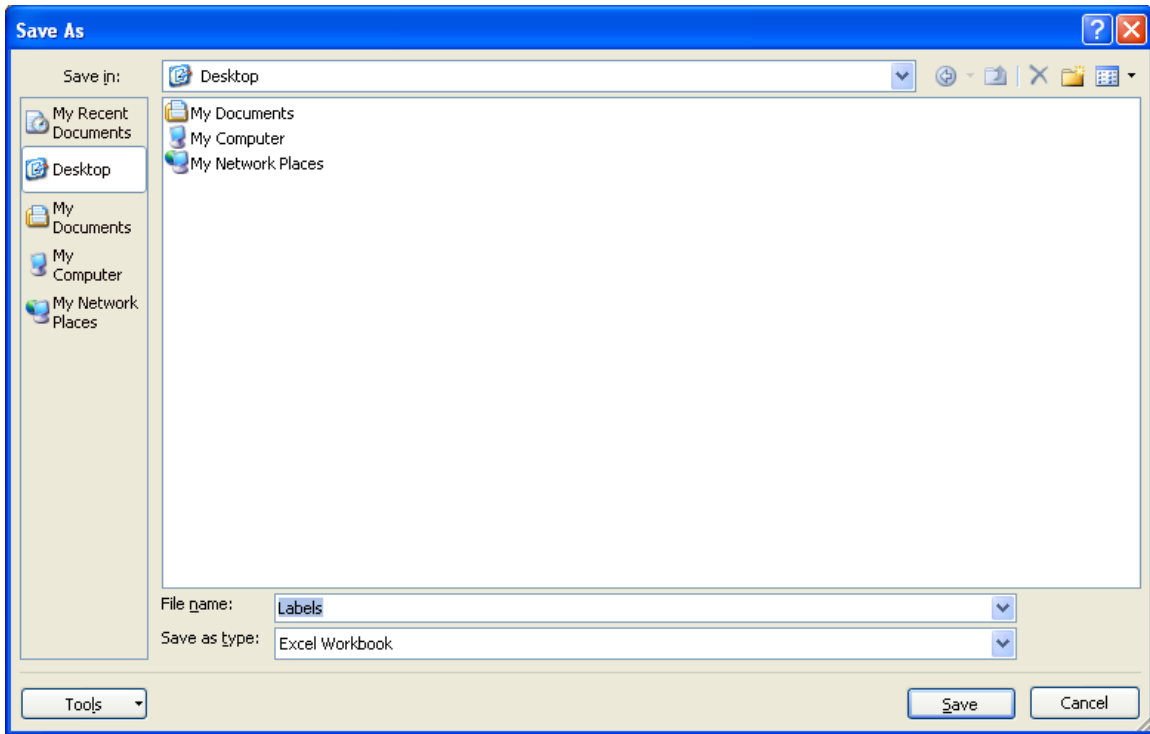 Save As
Save in:
Desktop
My Recent
Documents
Desktop
My
Documents
My
Computer
My Network
Places
My Documents
My Computer
My Network Places
File name:
Labels
Save as type:
Excel Workbook
Tools
Save
Cancel